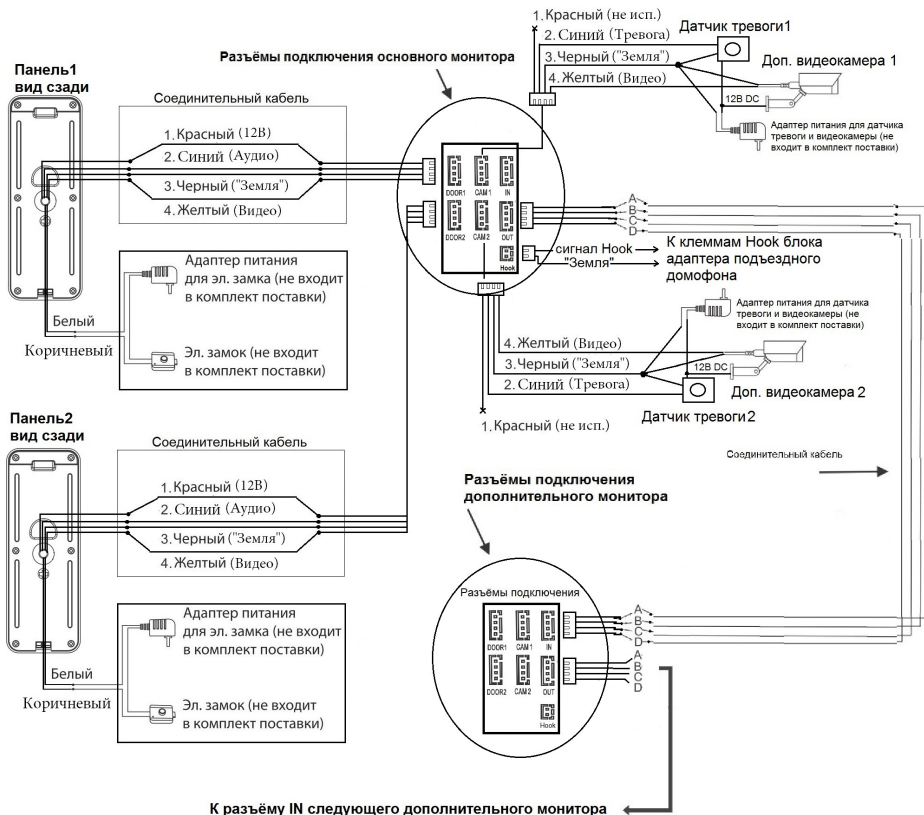 1. Красный (не исп.)
2. Синий (Тревога)
3. Черный ("Земля")
4. Желтый (Видео)
Датчик тревоги1
Доп. видеокамера 1
12В DC
Адаптер питания для датчика
тревоги и видеокамеры (не
входит в комплект поставки)
Разъёмы подключения основного монитора
Панель1
вид сзади
Соединительный кабель
1. Красный (12В)
2. Синий (Аудио)
3. Черный ("Земля")
4. Желтый (Видео)
Адаптер питания
для эл. замка (не входит
в комплект поставки)
Белый
Коричневый
Эл. замок (не входит
в комплект поставки)
DOOR1
CAM 1
IN
DOOR2
CAM 2
OUT
Hook
A
B
C
D
сигнал Hook
"Земля"
К клеммам Hook блока
адаптера подъездного
домофона
Адаптер питания для датчика
тревоги и видеокамеры (не
входит в комплект поставки)
4. Желтый (Видео)
3. Черный ("Земля")
2. Синий (Тревога)
1. Красный (не исп.)
12В DC
Доп. видеокамера 2
Датчик тревоги2
Соединительный кабель
Панель2
вид сзади
Соединительный кабель
1. Красный (12В)
2. Синий (Аудио)
3. Черный ("Земля")
4. Желтый (Видео)
Адаптер питания
для эл. замка (не входит
в комплект поставки)
Белый
Коричневый
Эл. замок (не входит
в комплект поставки)
Разъёмы подключения
дополнительного монитора
Разъёмы подключения
DOOR1
CAM 1
IN
DOOR2
CAM 2
OUT
Hook
A
B
C
D
A
B
C
D
К разъёму IN следующего дополнительного монитора